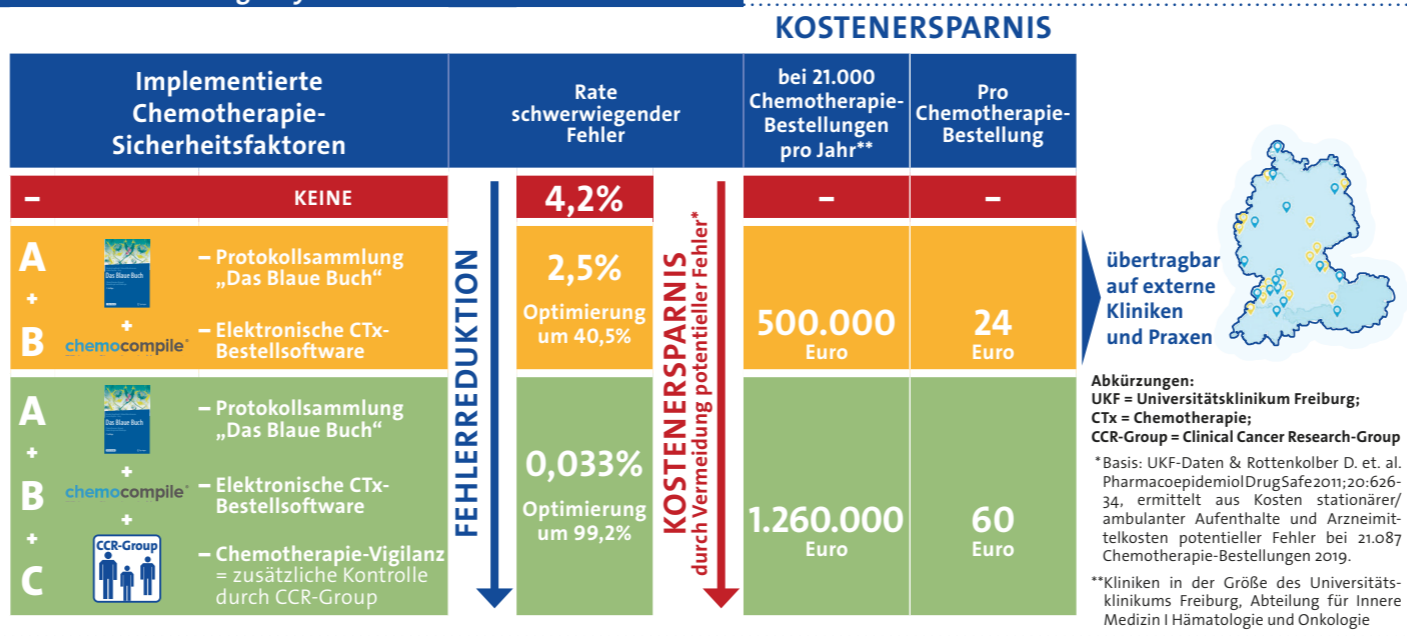 KOSTENERSPARNIS
Implementierte
Chemotherapie-
Sicherheitsfaktoren
Rate
schwerwiegender
Fehler
bei 21.000
Chemotherapie-
Bestellungen
pro Jahr**
Pro
Chemotherapie-
Bestellung
–
KEINE
4,2%
–
–
A
+
B
Das Blaue Buch
+
chemocompile®
– Protokollsammlung
„Das Blaue Buch“
– Elektronische CTx-
Bestellsoftware
FEHLERREDUKTION
2,5%
Optimierung
um 40,5%
KOSTENERSPARNIS
durch Vermeidung potentieller Fehler*
500.000
Euro
24
Euro
A
+
B
+
C
Das Blaue Buch
+
chemocompile®
+
CCR-Group
– Protokollsammlung
„Das Blaue Buch“
– Elektronische CTx-
Bestellsoftware
– Chemotherapie-Vigilanz
= zusätzliche Kontrolle
durch CCR-Group
0,033%
Optimierung
um 99,2%
1.260.000
Euro
60
Euro
übertragbar
auf externe
Kliniken
und Praxen
Abkürzungen:
UKF = Universitätsklinikum Freiburg;
CTx = Chemotherapie;
CCR-Group = Clinical Cancer Research-Group
*Basis: UKF-Daten & Rottenkolber D. et. al.
PharmacoepidemiolDrugSafe2011;20:626-
34, ermittelt aus Kosten stationärer/
ambulanter Aufenthalte und Arzneimit-
telkosten potentieller Fehler bei 21.087
Chemotherapie-Bestellungen 2019.
**Kliniken in der Größe des Universitäts-
klinikums Freiburg, Abteilung für Innere
Medizin I Hämatologie und Onkologie